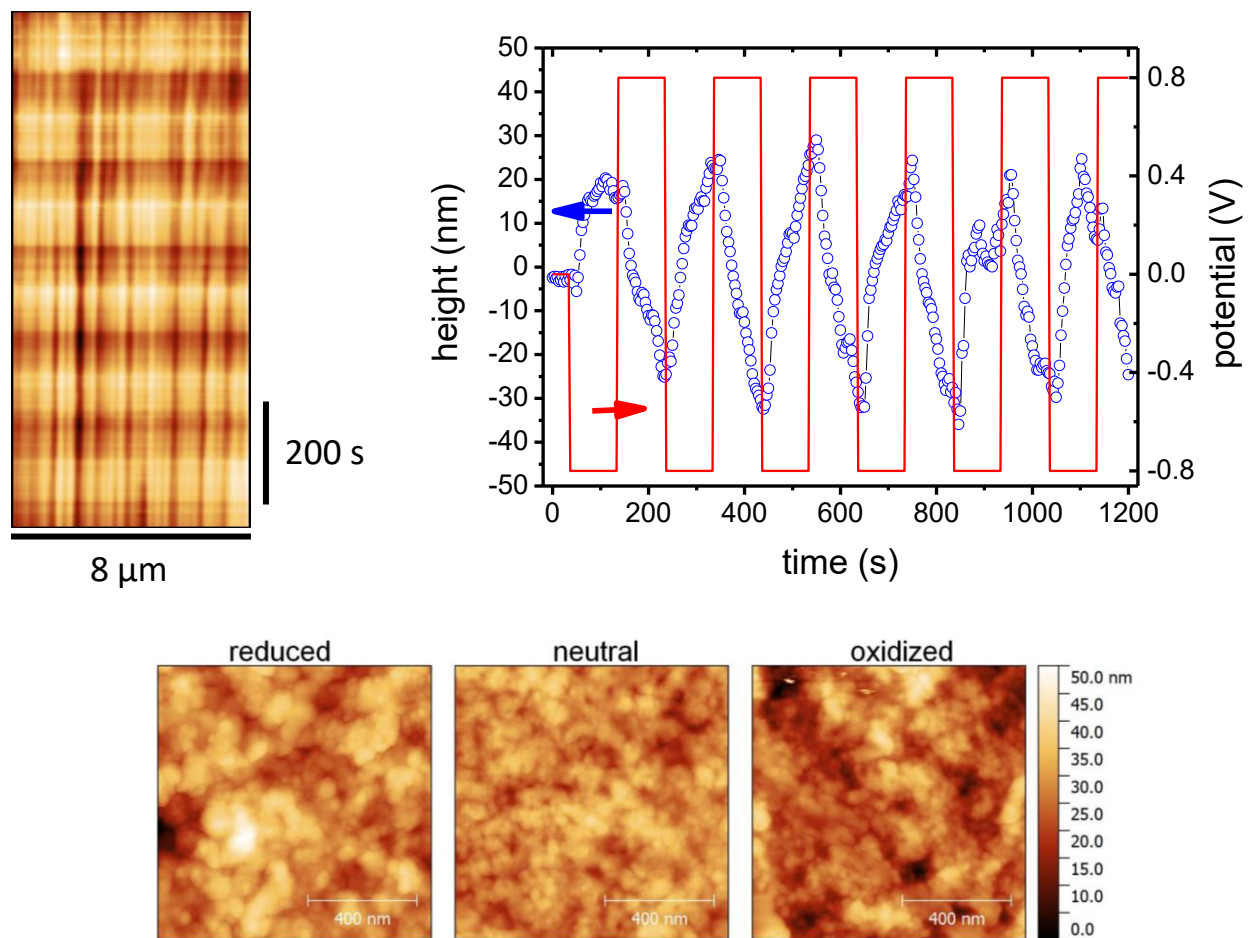 200 s
8 μm
50
40
30
20
10
0
-10
-20
-30
-40
-50
height (nm)
0
200
400
600
800
1000
1200
time (s)
0.8
0.4
0.0
-0.4
-0.8
potential (V)
reduced
neutral
oxidized
400 nm
400 nm
400 nm
50.0 nm
45.0
40.0
35.0
30.0
25.0
20.0
15.0
10.0
0.0